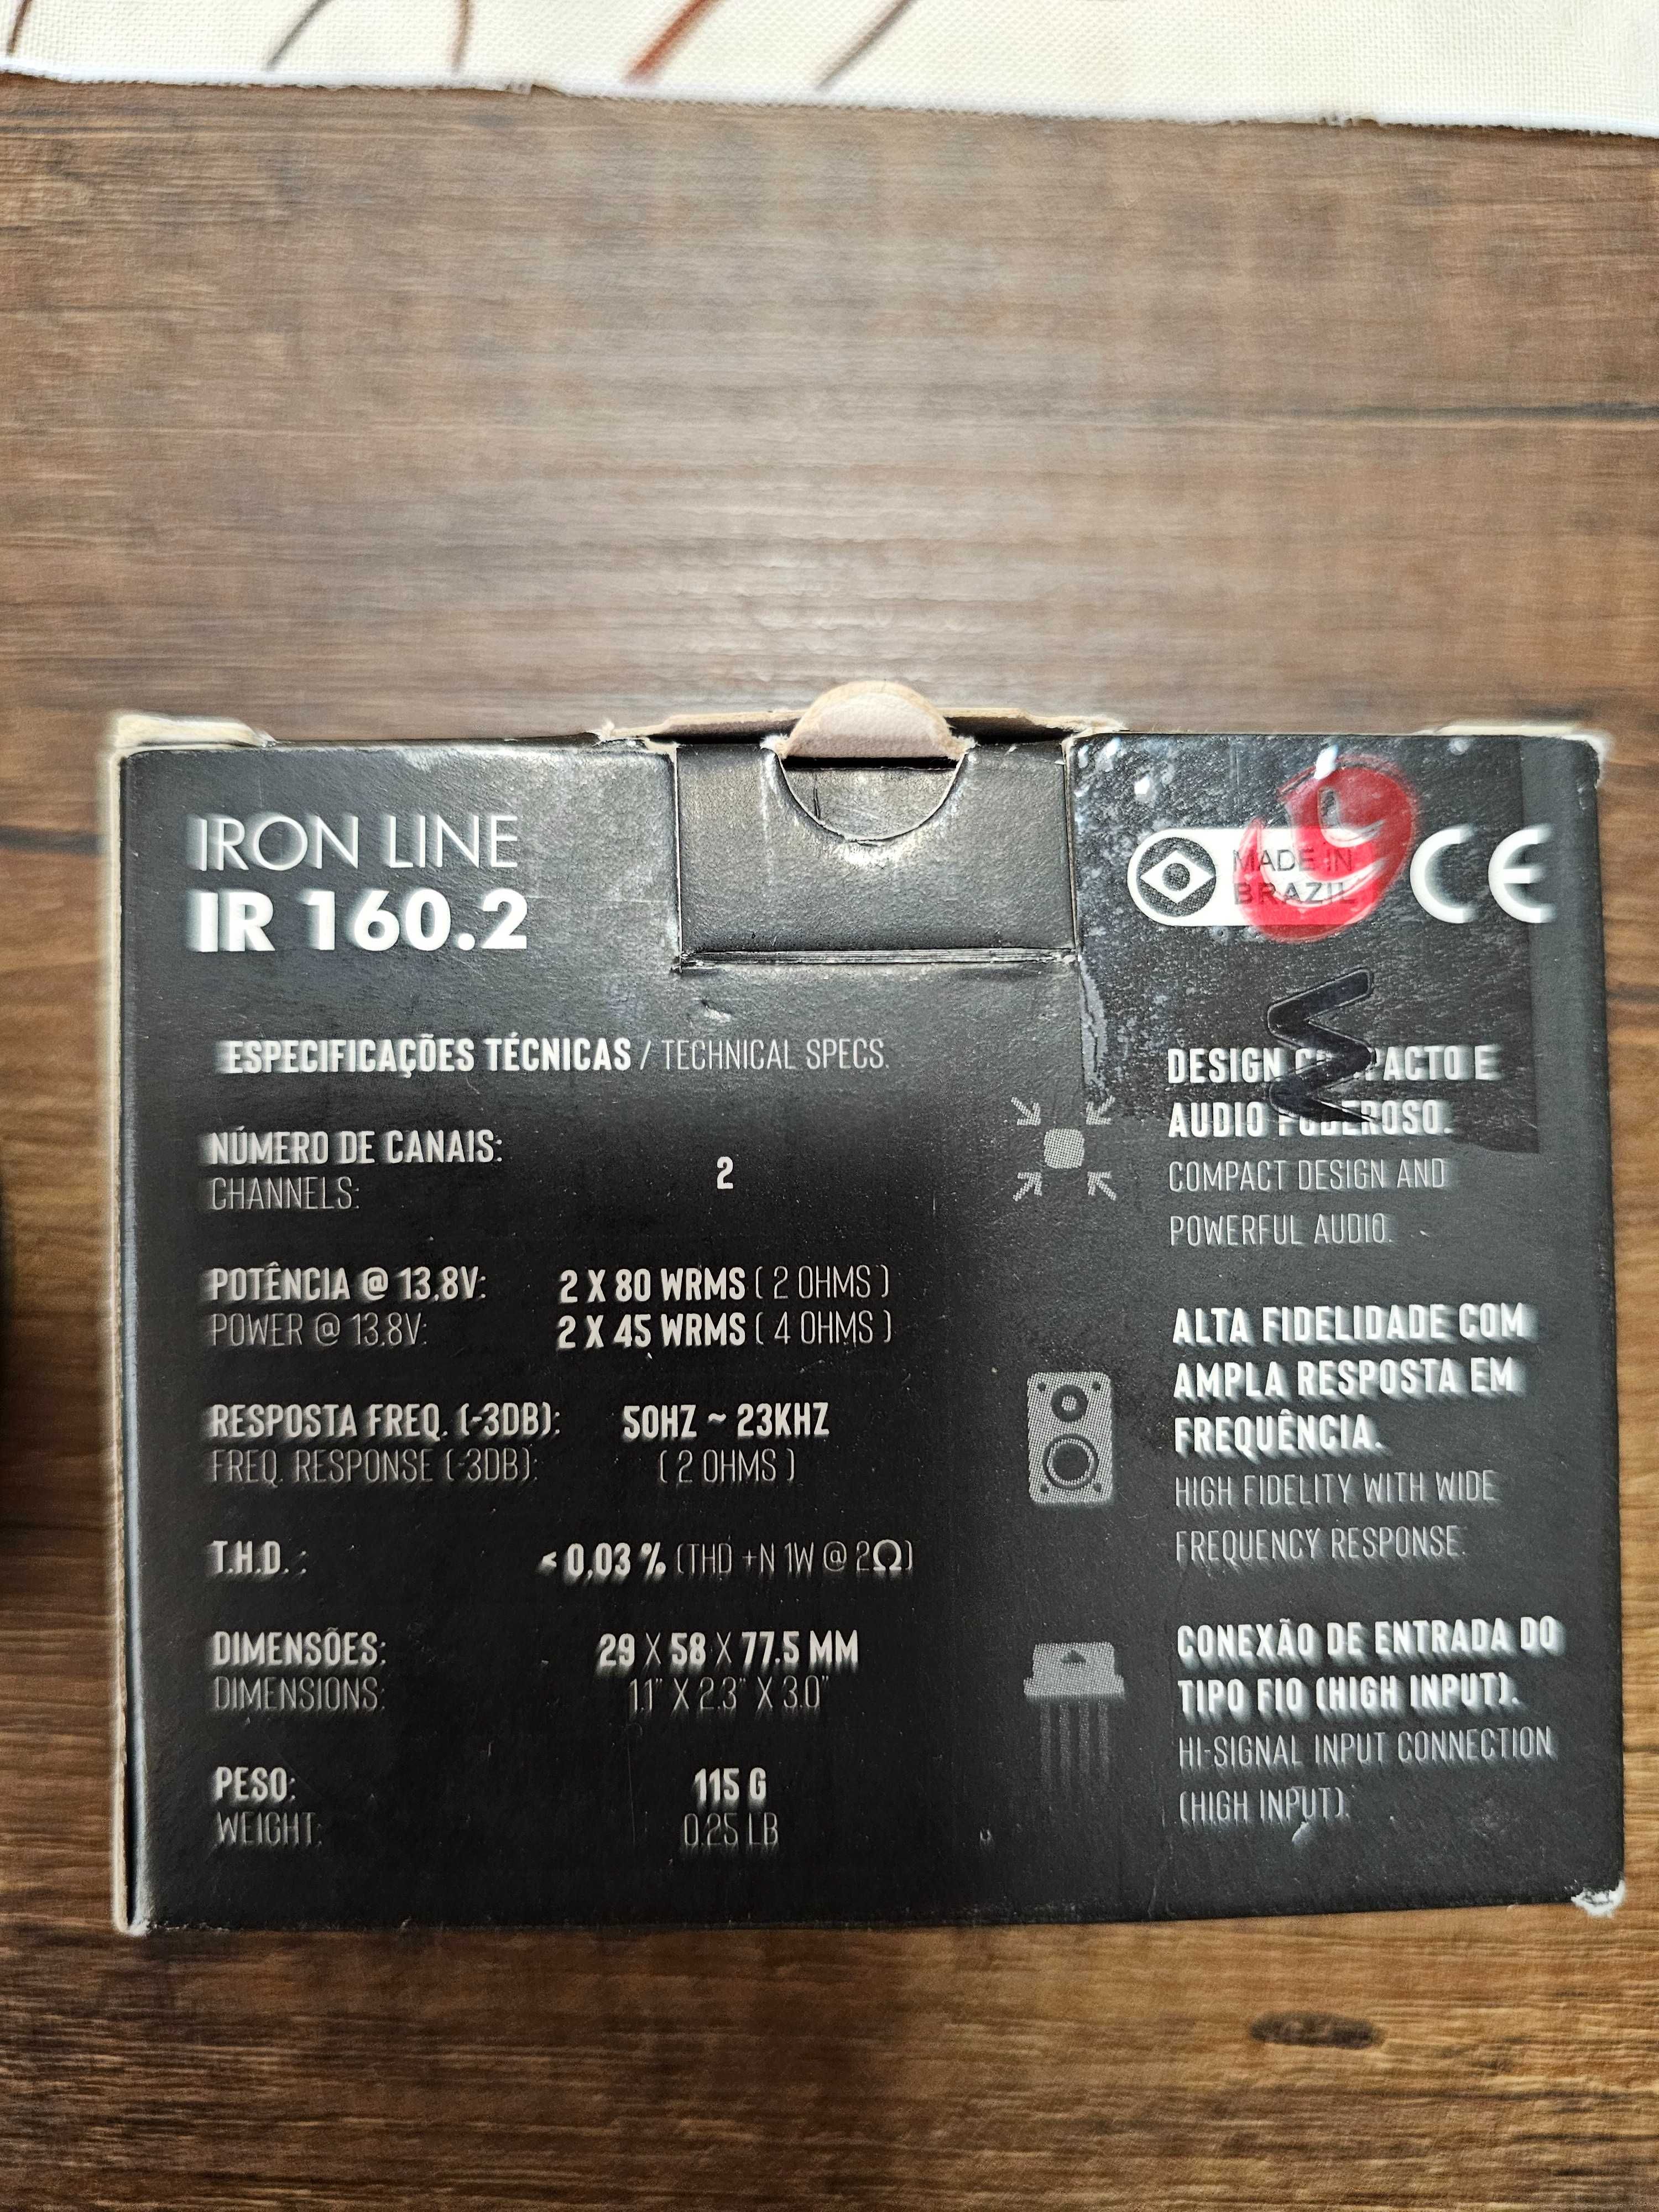 IRON LINE
IR 160.2
MADE IN
BRAZIL
CE
ESPECIFICAÇÕES TÉCNICAS / TECHNICAL SPECS.
NÚMERO DE CANAIS:
CHANNELS:
2
POTÊNCIA @ 13,8V: 2 X 80 WRMS ( 2 OHMS )
POWER @ 13.8V: 2 X 45 WRMS ( 4 OHMS )
RESPOSTA FREQ. (-3DB): 50HZ ~ 23KHZ
FREQ. RESPONSE (-3DB): ( 2 OHMS )
T.H.D. : < 0,03 % (THD +N 1W @ 2Ω)
DIMENSÕES: 29 X 58 X 77.5 MM
DIMENSIONS: 1.1" X 2.3" X 3.0"
PESO: 115 G
WEIGHT: 0.25 LB
DESIGN COMPACTO E
AUDIO PODEROSO.
COMPACT DESIGN AND
POWERFUL AUDIO.
ALTA FIDELIDADE COM
AMPLA RESPOSTA EM
FREQUÊNCIA.
HIGH FIDELITY WITH WIDE
FREQUENCY RESPONSE.
CONEXÃO DE ENTRADA DO
TIPO FIO (HIGH INPUT).
HI-SIGNAL INPUT CONNECTION
(HIGH INPUT).